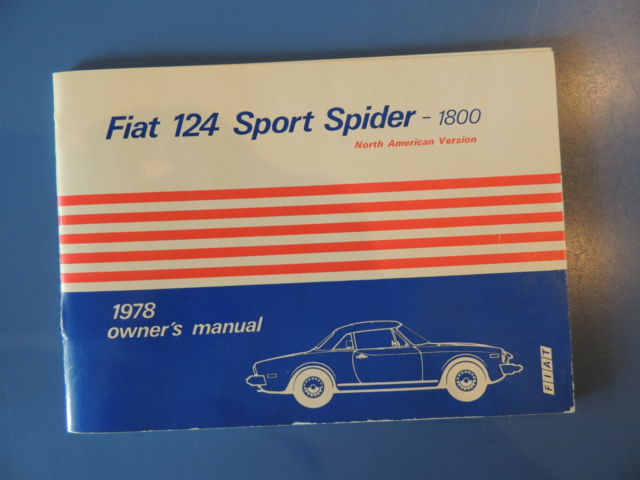 Fiat 124 Sport Spider - 1800
North American Version
1978
owner's manual
FIAT